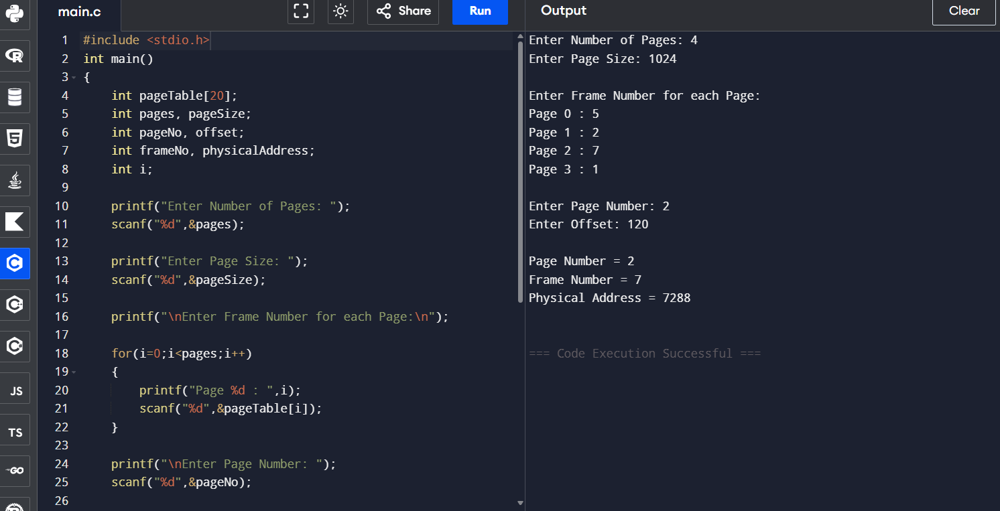 main.c
Share
Run
Output
Clear
1 #include <stdio.h>
2 int main()
3 {
4     int pageTable[20];
5     int pages, pageSize;
6     int pageNo, offset;
7     int frameNo, physicalAddress;
8     int i;
9
10     printf("Enter Number of Pages: ");
11     scanf("%d",&pages);
12
13     printf("Enter Page Size: ");
14     scanf("%d",&pageSize);
15
16     printf("\nEnter Frame Number for each Page:\n");
17
18     for(i=0;i<pages;i++)
19     {
20         printf("Page %d : ",i);
21         scanf("%d",&pageTable[i]);
22     }
23
24     printf("\nEnter Page Number: ");
25     scanf("%d",&pageNo);
26
Enter Number of Pages: 4
Enter Page Size: 1024

Enter Frame Number for each Page:
Page 0 : 5
Page 1 : 2
Page 2 : 7
Page 3 : 1

Enter Page Number: 2
Enter Offset: 120

Page Number = 2
Frame Number = 7
Physical Address = 7288

=== Code Execution Successful ===
R
5
C
C++
C#
JS
TS
GO